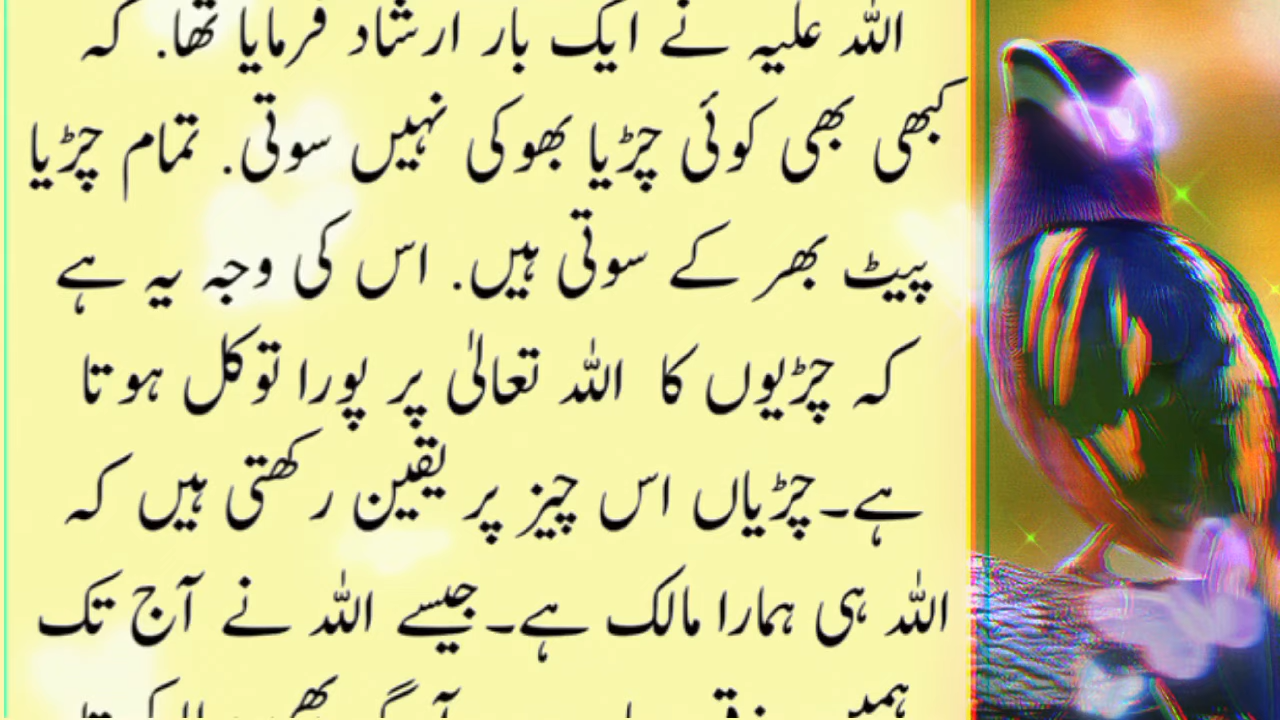 اللہ علیہ نے ایک بار ارشاد فرمایا تھا. کہ
کبھی بھی کوئی چڑیا بھوکی نہیں سوتی. تمام چڑیا
پیٹ بھر کے سوتی ہیں. اس کی وجہ یہ ہے
کہ چڑیوں کا اللہ تعالیٰ پر پورا توکل ہوتا
ہے۔چڑیاں اس چیز پر یقین رکھتی ہیں کہ
اللہ ہی ہمارا مالک ہے۔جیسے اللہ نے آج تک
ہمیں